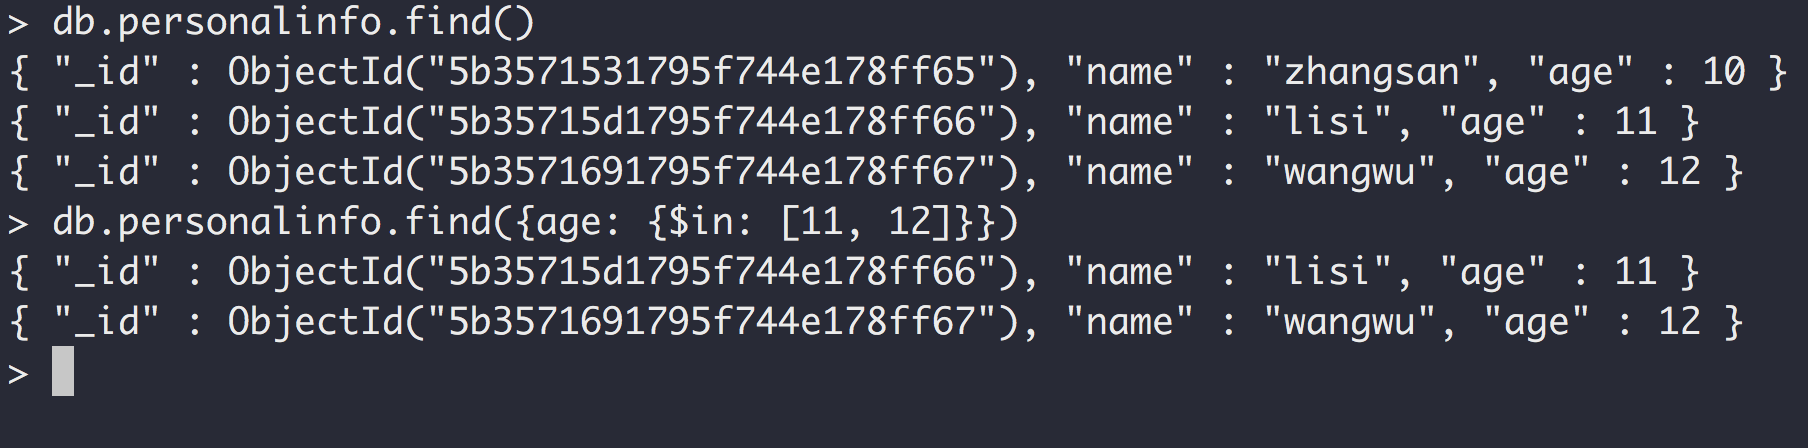 > db.personalinfo.find()
{ "_id" : ObjectId("5b3571531795f744e178ff65"), "name" : "zhangsan", "age" : 10 }
{ "_id" : ObjectId("5b35715d1795f744e178ff66"), "name" : "lisi", "age" : 11 }
{ "_id" : ObjectId("5b3571691795f744e178ff67"), "name" : "wangwu", "age" : 12 }
> db.personalinfo.find({age: {$in: [11, 12]}})
{ "_id" : ObjectId("5b35715d1795f744e178ff66"), "name" : "lisi", "age" : 11 }
{ "_id" : ObjectId("5b3571691795f744e178ff67"), "name" : "wangwu", "age" : 12 }
>